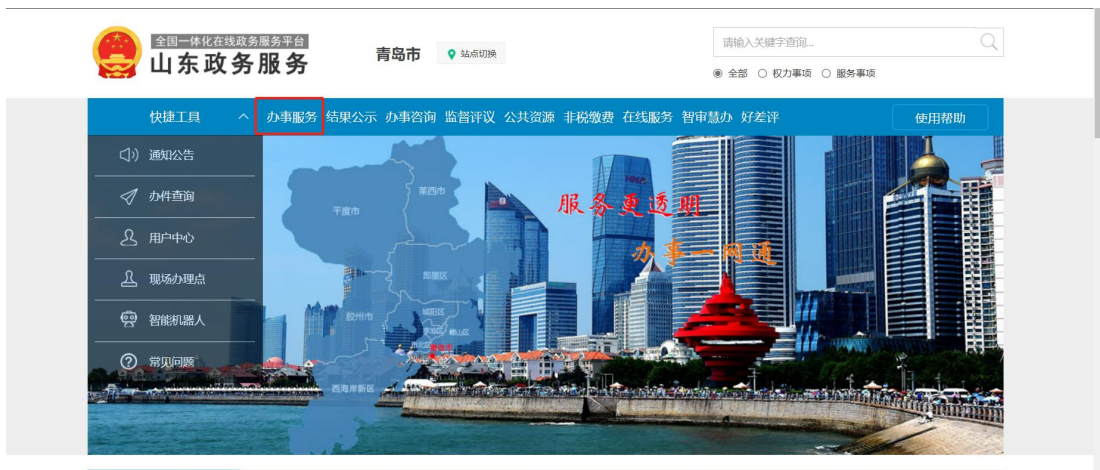 全国一体化在线政务服务平台
山东政务服务
青岛市
站点切换
请输入关键字查询...
全部 权力事项 服务事项
快捷工具 办事服务 结果公示 办事咨询 监督评议 公共资源 非税缴费 在线服务 智审慧办 好差评 使用帮助
通知公告
办件查询
用户中心
现场办理点
智能机器人
常见问题
莱西市
平度市
即墨区
胶州市
城阳区
崂山区
西海岸新区
服务更透明
办事一网通